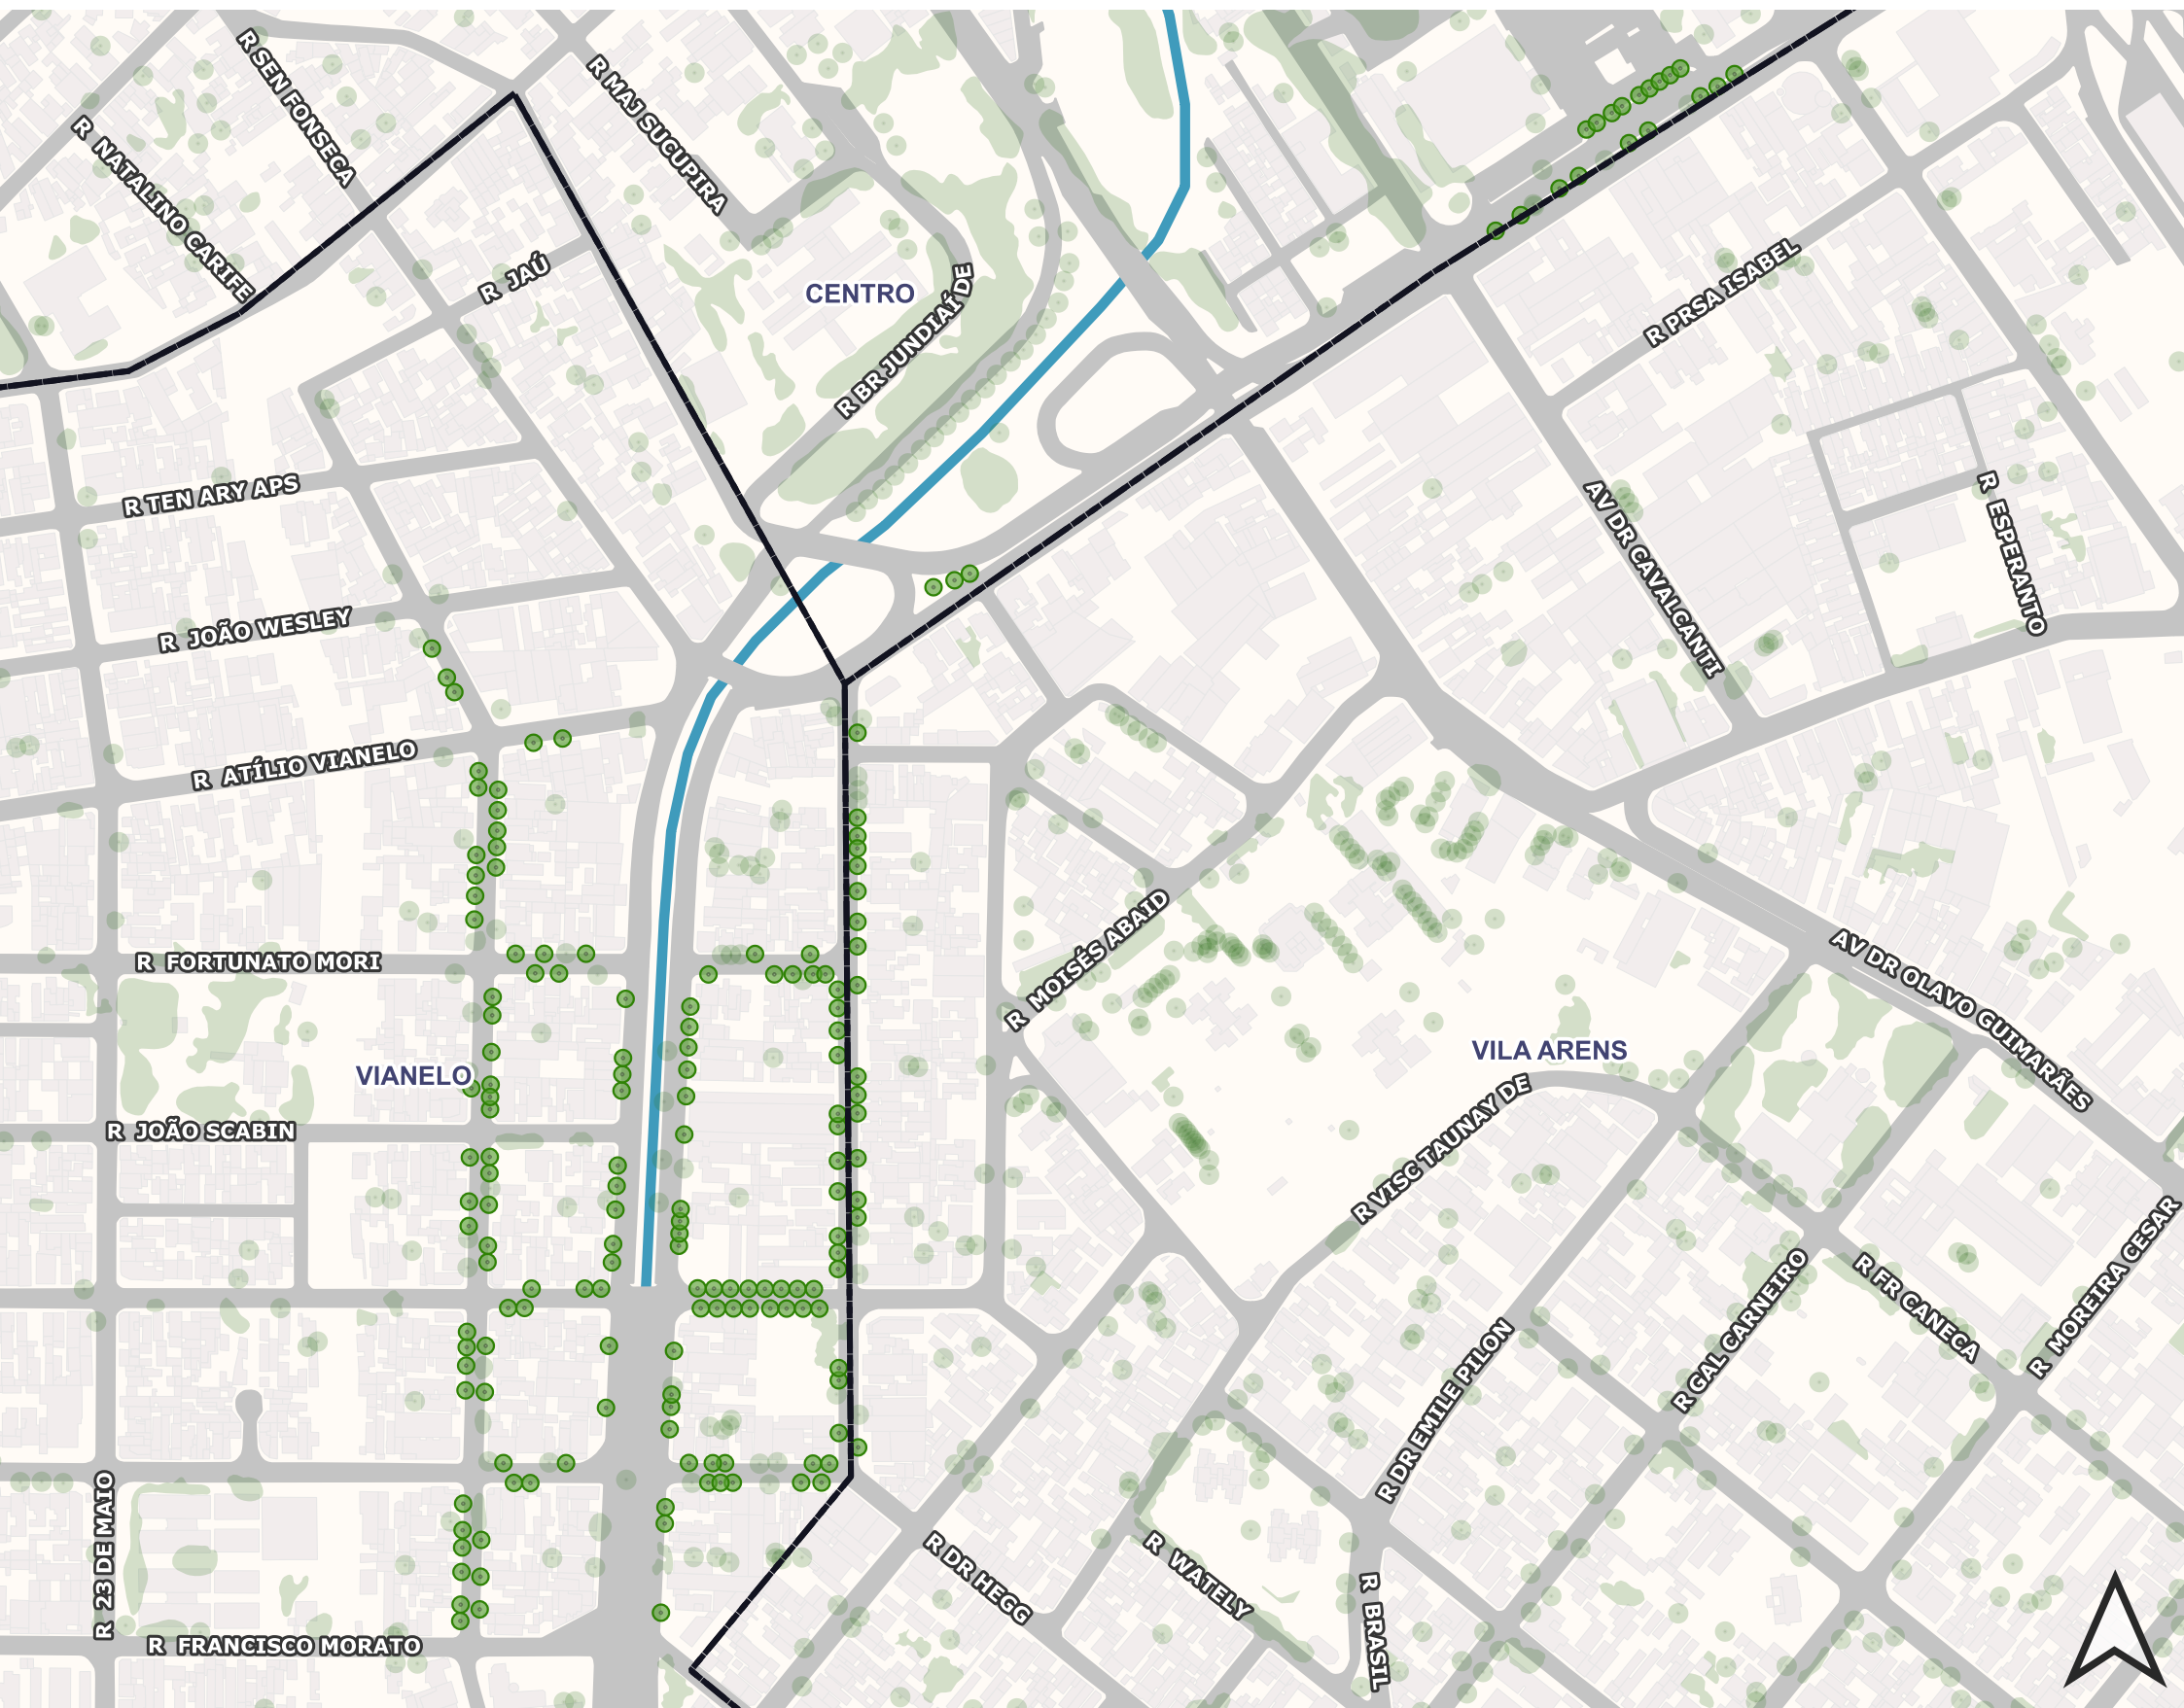 R SEN FONSECA
R MAJ SUCUPIRA
R NATALINO CARIFE
R JAÚ
CENTRO
R BR JUNDIAÍ DE
R PRSA ISABEL
R TEN ARY APS
AV DR CAVALCANTI
R ESPERANTO
R JOÃO WESLEY
R ATÍLIO VIANELO
R FORTUNATO MORI
R MOISÉS ABAID
AV DR OLAVO GUIMARÃES
VILA ARENS
VIANELO
R JOÃO SCABIN
R VISC TAUNAY DE
R GAL CARNEIRO
R FR CANECA
R MOREIRA CESAR
R DR EMILE PILON
R 23 DE MAIO
R DR HEGG
R WATELY
R BRASIL
R FRANCISCO MORATO